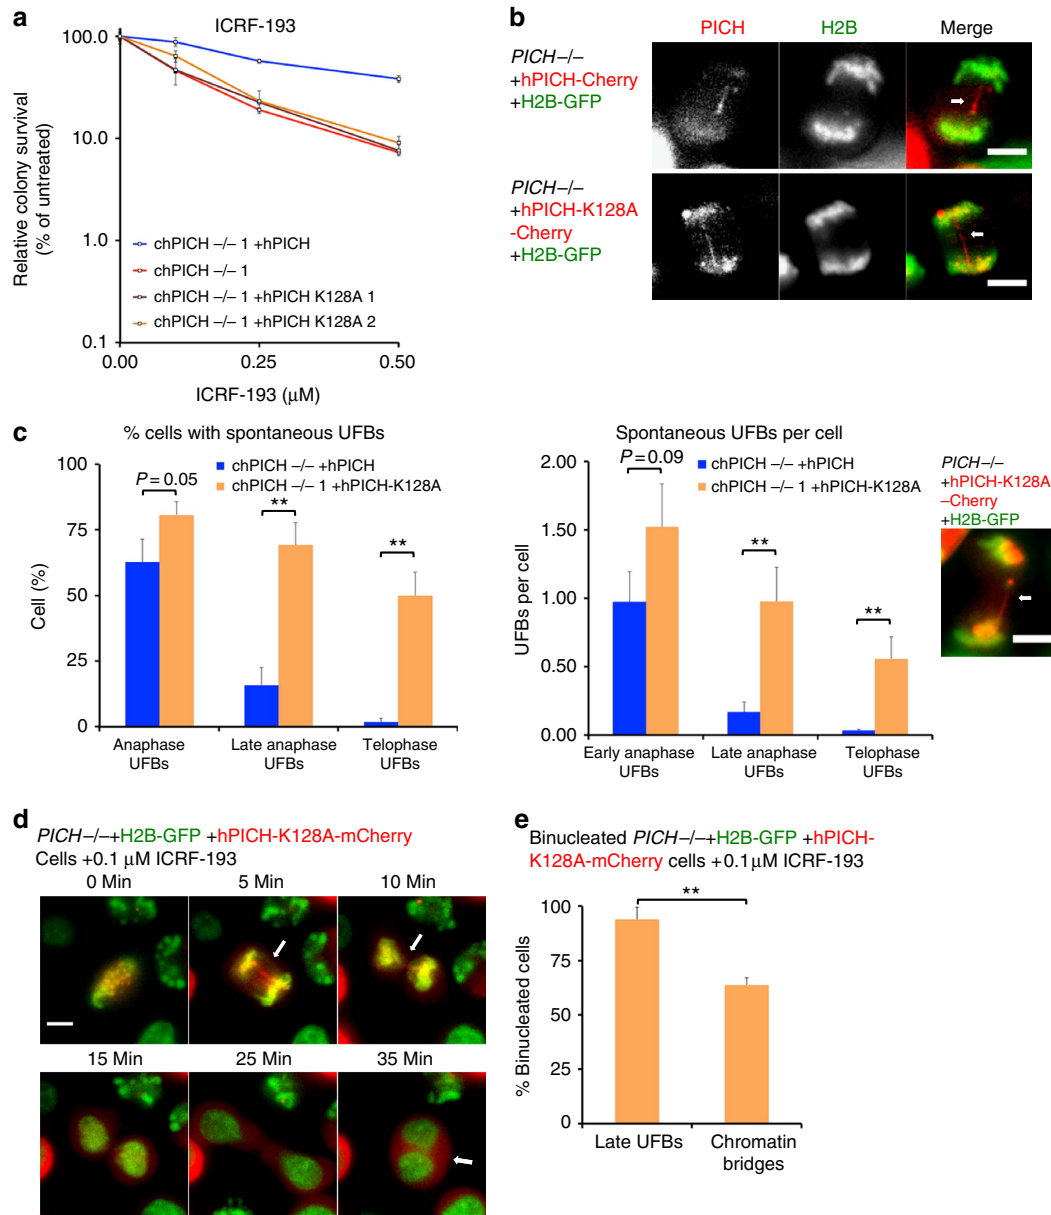 a
ICRF-193
Relative colony survival
(% of untreated)
100.0
10.0
1.0
0.1
chPICH –/– 1 +hPICH
chPICH –/– 1
chPICH –/– 1 +hPICH K128A 1
chPICH –/– 1 +hPICH K128A 2
0.00
0.25
0.50
ICRF-193 (μM)
b
PICH
H2B
Merge
PICH–/–
+hPICH-Cherry
+H2B-GFP
PICH–/–
+hPICH-K128A
-Cherry
+H2B-GFP
c
% cells with spontaneous UFBs
chPICH –/– +hPICH
chPICH –/– 1 +hPICH-K128A
Cell (%)
100
75
50
25
0
P = 0.05
**
**
Anaphase
UFBs
Late anaphase
UFBs
Telophase
UFBs
Spontaneous UFBs per cell
chPICH –/– +hPICH
chPICH –/– 1 +hPICH-K128A
UFBs per cell
2.00
1.50
1.00
0.50
0.00
P = 0.09
**
**
Early anaphase
UFBs
Late anaphase
UFBs
Telophase
UFBs
PICH–/–
+hPICH-K128A
–Cherry
+H2B-GFP
d
PICH–/–+H2B-GFP +hPICH-K128A-mCherry
Cells +0.1 μM ICRF-193
0 Min
5 Min
10 Min
15 Min
25 Min
35 Min
e
Binucleated PICH–/–+H2B-GFP +hPICH-
K128A-mCherry cells +0.1μM ICRF-193
% Binucleated cells
100
75
50
25
0
**
Late UFBs
Chromatin
bridges